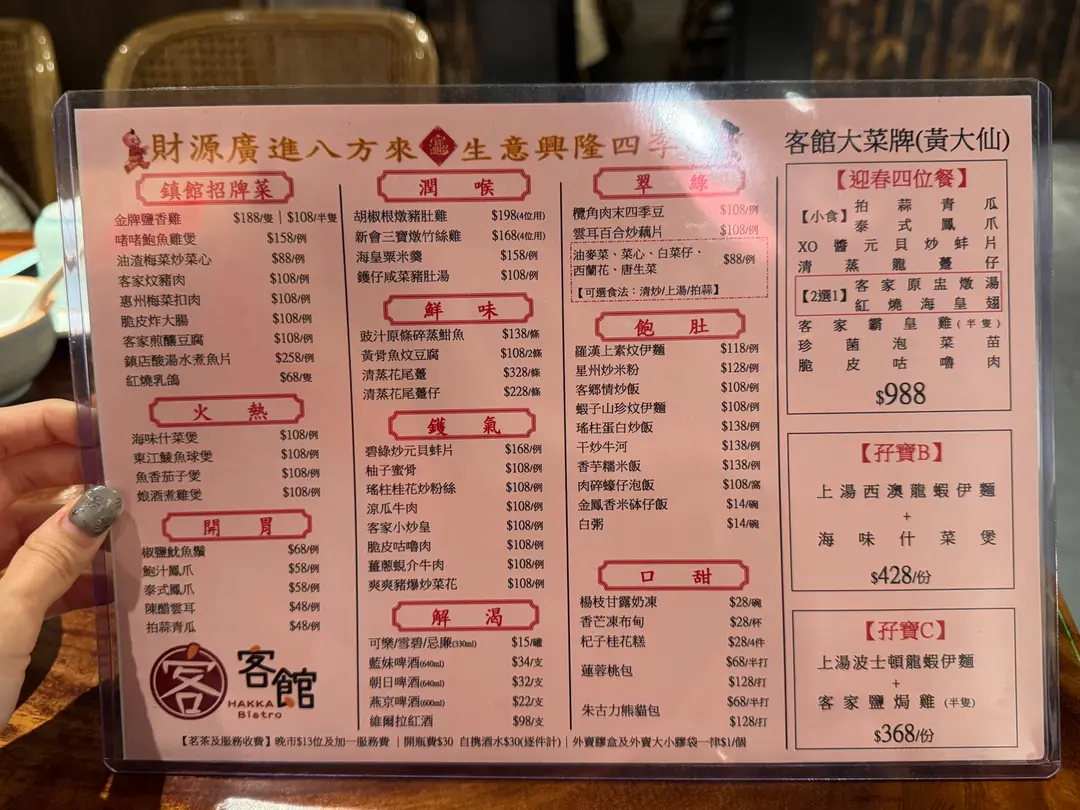 財源廣進八方來 生意興隆四季
鎮館招牌菜
金牌鹽香雞 $188/隻 | $108/半隻
啫啫鮑魚雞煲 $158/例
油渣梅菜炒菜心 $88/例
客家炆豬肉 $108/例
惠州梅菜扣肉 $108/例
脆皮炸大腸 $108/例
客家煎釀豆腐 $108/例
鎮店酸湯水煮魚片 $258/例
紅燒乳鴿 $68/隻
火熱
海味什菜煲 $108/例
東江鯪魚球煲 $108/例
魚香茄子煲 $108/例
娘酒煮雞煲 $108/例
開胃
椒鹽魷魚鬚 $68/例
鮑汁鳳爪 $58/例
泰式鳳爪 $58/例
陳醋雲耳 $48/例
拍蒜青瓜 $48/例
客
客館
HAKKA
Bistro
潤喉
胡椒根燉豬肚雞 $198(4位用)
新會三寶燉竹絲雞 $168(4位用)
海皇粟米羹 $158/例
鑊仔咸菜豬肚湯 $108/例
鮮味
豉汁原條碎蒸鮒魚 $138/條
黃骨魚炆豆腐 $108/2條
清蒸花尾躉 $328/條
清蒸花尾躉仔 $228/條
鑊氣
碧綠炒元貝蚌片 $168/例
柚子蜜骨 $108/例
瑤柱桂花炒粉絲 $108/例
涼瓜牛肉 $108/例
客家小炒皇 $108/例
脆皮咕嚕肉 $108/例
薑蔥蜆介牛肉 $108/例
爽爽豬爆炒菜花 $108/例
解渴
可樂/雪碧/忌廉(330ml) $15/罐
藍妹啤酒(640ml) $34/支
朝日啤酒(640ml) $32/支
燕京啤酒(600ml) $22/支
維爾拉紅酒 $98/支
翠綠
欖角肉末四季豆 $108/例
雲耳百合炒藕片 $108/例
油麥菜、菜心、白菜仔、
西蘭花、唐生菜 $88/例
【可選食法：清炒/上湯/拍蒜】
飽肚
羅漢上素炆伊麵 $118/例
星州炒米粉 $128/例
客鄉情炒飯 $108/例
蝦子山珍炆伊麵 $108/例
瑤柱蛋白炒飯 $138/例
干炒牛河 $138/例
香芋糯米飯 $138/例
肉碎蠔仔泡飯 $108/窩
金鳳香米砵仔飯 $14/碗
白粥 $14/碗
口甜
楊枝甘露奶凍 $28/碗
香芒凍布甸 $28/杯
杞子桂花糕 $28/4件
蓮蓉桃包 $68/半打
$128/打
朱古力熊貓包 $68/半打
$128/打
客館大菜牌(黃大仙)
【迎春四位餐】
【小食】拍蒜青瓜
泰式鳳爪
XO醬元貝炒蚌片
清蒸龍躉仔
【2選1】客家原盅燉湯
紅燒海皇翅
客家霸皇雞(半隻)
珍菌泡菜苗
脆皮咕嚕肉
$988
【孖寶B】
上湯西澳龍蝦伊麵
+
海味什菜煲
$428/份
【孖寶C】
上湯波士頓龍蝦伊麵
+
客家鹽焗雞(半隻)
$368/份
【茗茶及服務收費】晚市$13位及加一服務費 | 開瓶費$30 自携酒水$30(逐件計) | 外賣膠盒及外賣大小膠袋一律$1/個